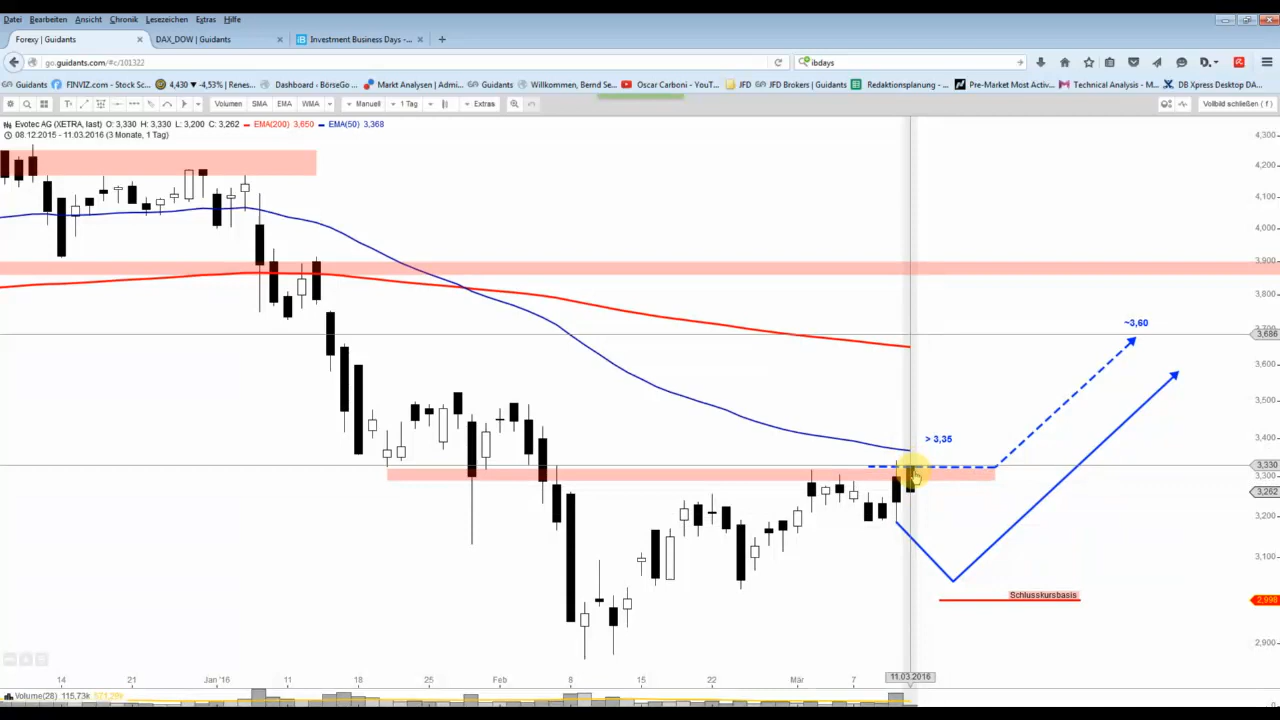 Datei Bearbeiten Ansicht Chronik Lesezeichen Extras Hilfe
Forexy | Guidants × DAX_DOW | Guidants × Investment Business Days -... × +
go.guidants.com/#c/101322 ibdays
Guidants FINVIZ.com - Stock Sc... 4,430 ▾ -4,53% | Renes... Dashboard ‹ BörseGo ... Markt Analysen | Admini... Guidants Willkommen, Bernd Se... Oscar Carboni - YouT... JFD JFD Brokers | Guidants Redaktionsplanung -... Pre-Market Most Activ... Technical Analysis - M... DB Xpress Desktop DA...
Volumen SMA EMA WMA Manuell 1 Tag Extras Vollbild schließen ( f )
Evotec AG (XETRA, last) O: 3,330 H: 3,330 L: 3,200 C: 3,262 EMA(200) 3,650 EMA(50) 3,368
08.12.2015 - 11.03.2016 (3 Monate, 1 Tag)
4,300
4,200
4,100
4,000
3,900
3,800
~3,60
3,686
3,600
3,500
> 3,35
3,400
3,330
3,300
3,262
3,200
3,100
Schlusskursbasis
2,998
2,900
14 21 Jan'16 11 18 25 Feb 8 15 22 Mär 7 11.03.2016
Volume(28) 115,73k
0